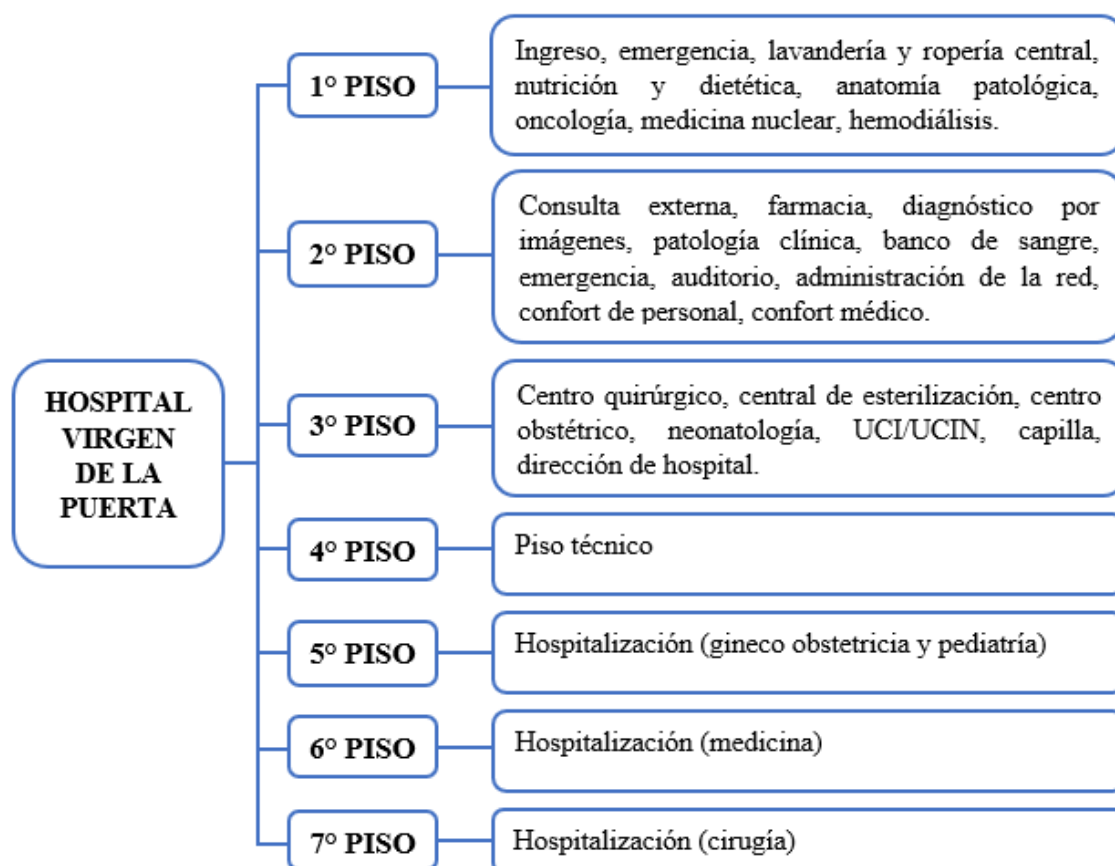 HOSPITAL
VIRGEN
DE LA
PUERTA
1° PISO
Ingreso, emergencia, lavandería y ropería central,
nutrición y dietética, anatomía patológica,
oncología, medicina nuclear, hemodiálisis.
2° PISO
Consulta externa, farmacia, diagnóstico por
imágenes, patología clínica, banco de sangre,
emergencia, auditorio, administración de la red,
confort de personal, confort médico.
3° PISO
Centro quirúrgico, central de esterilización, centro
obstétrico, neonatología, UCI/UCIN, capilla,
dirección de hospital.
4° PISO
Piso técnico
5° PISO
Hospitalización (gineco obstetricia y pediatría)
6° PISO
Hospitalización (medicina)
7° PISO
Hospitalización (cirugía)